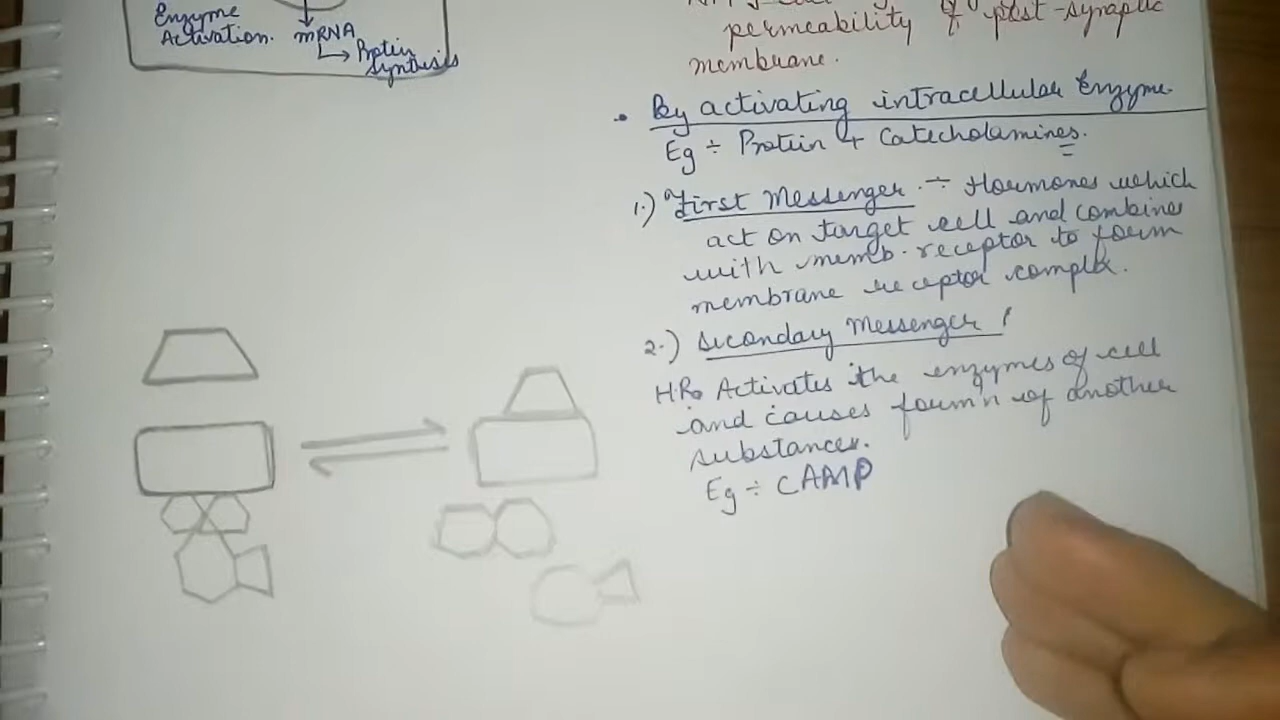 Enzyme
Activation.
mRNA
Protein
Synthesis
permeability of post-synaptic
membrane.
• By activating intracellular Enzyme.
Eg ÷ Protein + Catecholamines.
1.) First Messenger ÷ Hormones which
act on target cell and combines
with memb. receptor to form
membrane receptor complex.
2.) Secondary Messenger
H.R. Activates the enzymes of cell
and causes form'n of another
substances.
Eg ÷ CAMP